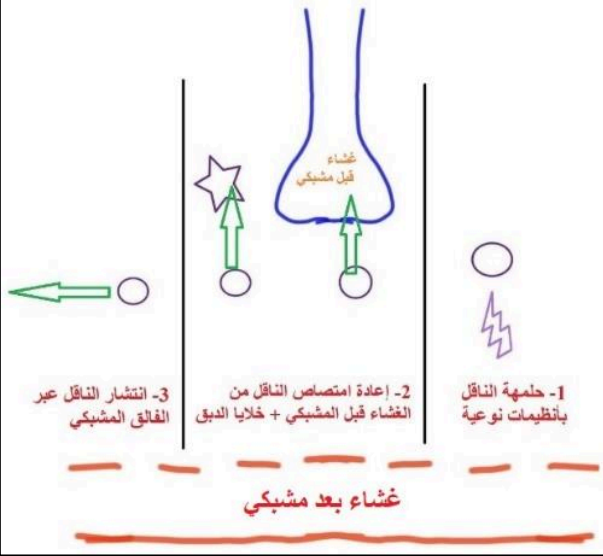 غشاء
قبل مشبكي
1- حلمهة الناقل
بأنظيمات نوعية
2- إعادة امتصاص الناقل من
الغشاء قبل المشبكي + خلايا الدبق
3- انتشار الناقل عبر
الفالق المشبكي
غشاء بعد مشبكي